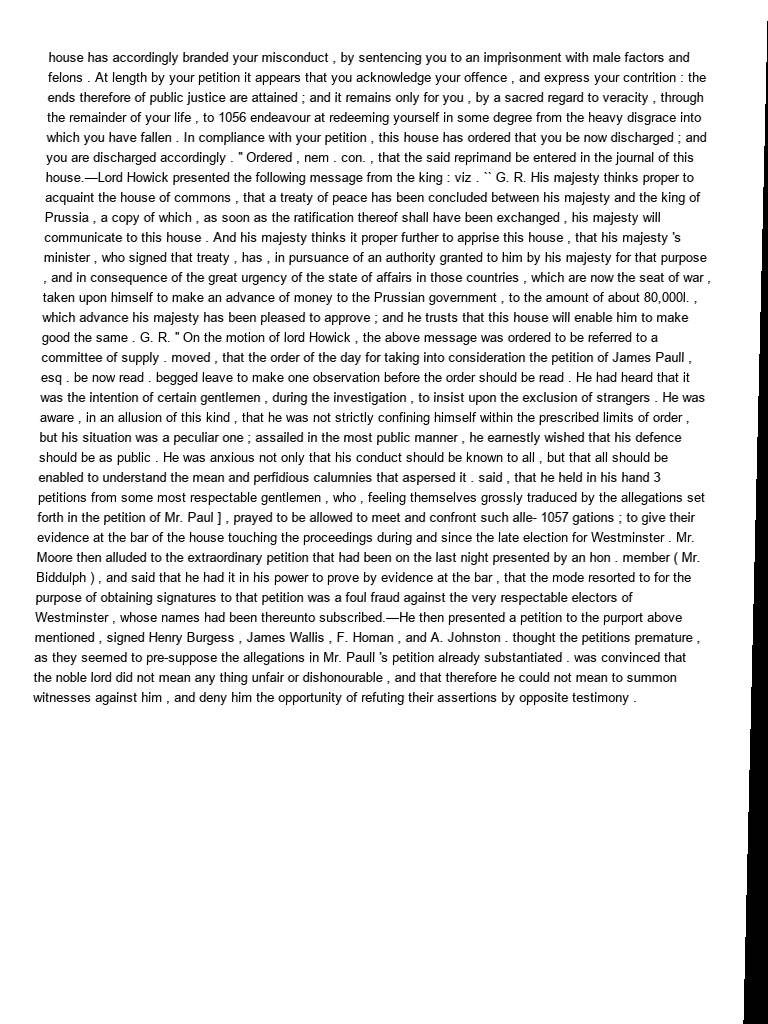 house has accordingly branded your misconduct , by sentencing you to an imprisonment with male factors and
felons . At length by your petition it appears that you acknowledge your offence , and express your contrition : the
ends therefore of public justice are attained ; and it remains only for you , by a sacred regard to veracity , through
the remainder of your life , to 1056 endeavour at redeeming yourself in some degree from the heavy disgrace into
which you have fallen . In compliance with your petition , this house has ordered that you be now discharged ; and
you are discharged accordingly . " Ordered , nem . con. , that the said reprimand be entered in the journal of this
house.—Lord Howick presented the following message from the king : viz . `` G. R. His majesty thinks proper to
acquaint the house of commons , that a treaty of peace has been concluded between his majesty and the king of
Prussia , a copy of which , as soon as the ratification thereof shall have been exchanged , his majesty will
communicate to this house . And his majesty thinks it proper further to apprise this house , that his majesty 's
minister , who signed that treaty , has , in pursuance of an authority granted to him by his majesty for that purpose
, and in consequence of the great urgency of the state of affairs in those countries , which are now the seat of war ,
taken upon himself to make an advance of money to the Prussian government , to the amount of about 80,000l. ,
which advance his majesty has been pleased to approve ; and he trusts that this house will enable him to make
good the same . G. R. " On the motion of lord Howick , the above message was ordered to be referred to a
committee of supply . moved , that the order of the day for taking into consideration the petition of James Paull ,
esq . be now read . begged leave to make one observation before the order should be read . He had heard that it
was the intention of certain gentlemen , during the investigation , to insist upon the exclusion of strangers . He was
aware , in an allusion of this kind , that he was not strictly confining himself within the prescribed limits of order ,
but his situation was a peculiar one ; assailed in the most public manner , he earnestly wished that his defence
should be as public . He was anxious not only that his conduct should be known to all , but that all should be
enabled to understand the mean and perfidious calumnies that aspersed it . said , that he held in his hand 3
petitions from some most respectable gentlemen , who , feeling themselves grossly traduced by the allegations set
forth in the petition of Mr. Paul ] , prayed to be allowed to meet and confront such alle- 1057 gations ; to give their
evidence at the bar of the house touching the proceedings during and since the late election for Westminster . Mr.
Moore then alluded to the extraordinary petition that had been on the last night presented by an hon . member ( Mr.
Biddulph ) , and said that he had it in his power to prove by evidence at the bar , that the mode resorted to for the
purpose of obtaining signatures to that petition was a foul fraud against the very respectable electors of
Westminster , whose names had been thereunto subscribed.—He then presented a petition to the purport above
mentioned , signed Henry Burgess , James Wallis , F. Homan , and A. Johnston . thought the petitions premature ,
as they seemed to pre-suppose the allegations in Mr. Paull 's petition already substantiated . was convinced that
the noble lord did not mean any thing unfair or dishonourable , and that therefore he could not mean to summon
witnesses against him , and deny him the opportunity of refuting their assertions by opposite testimony .